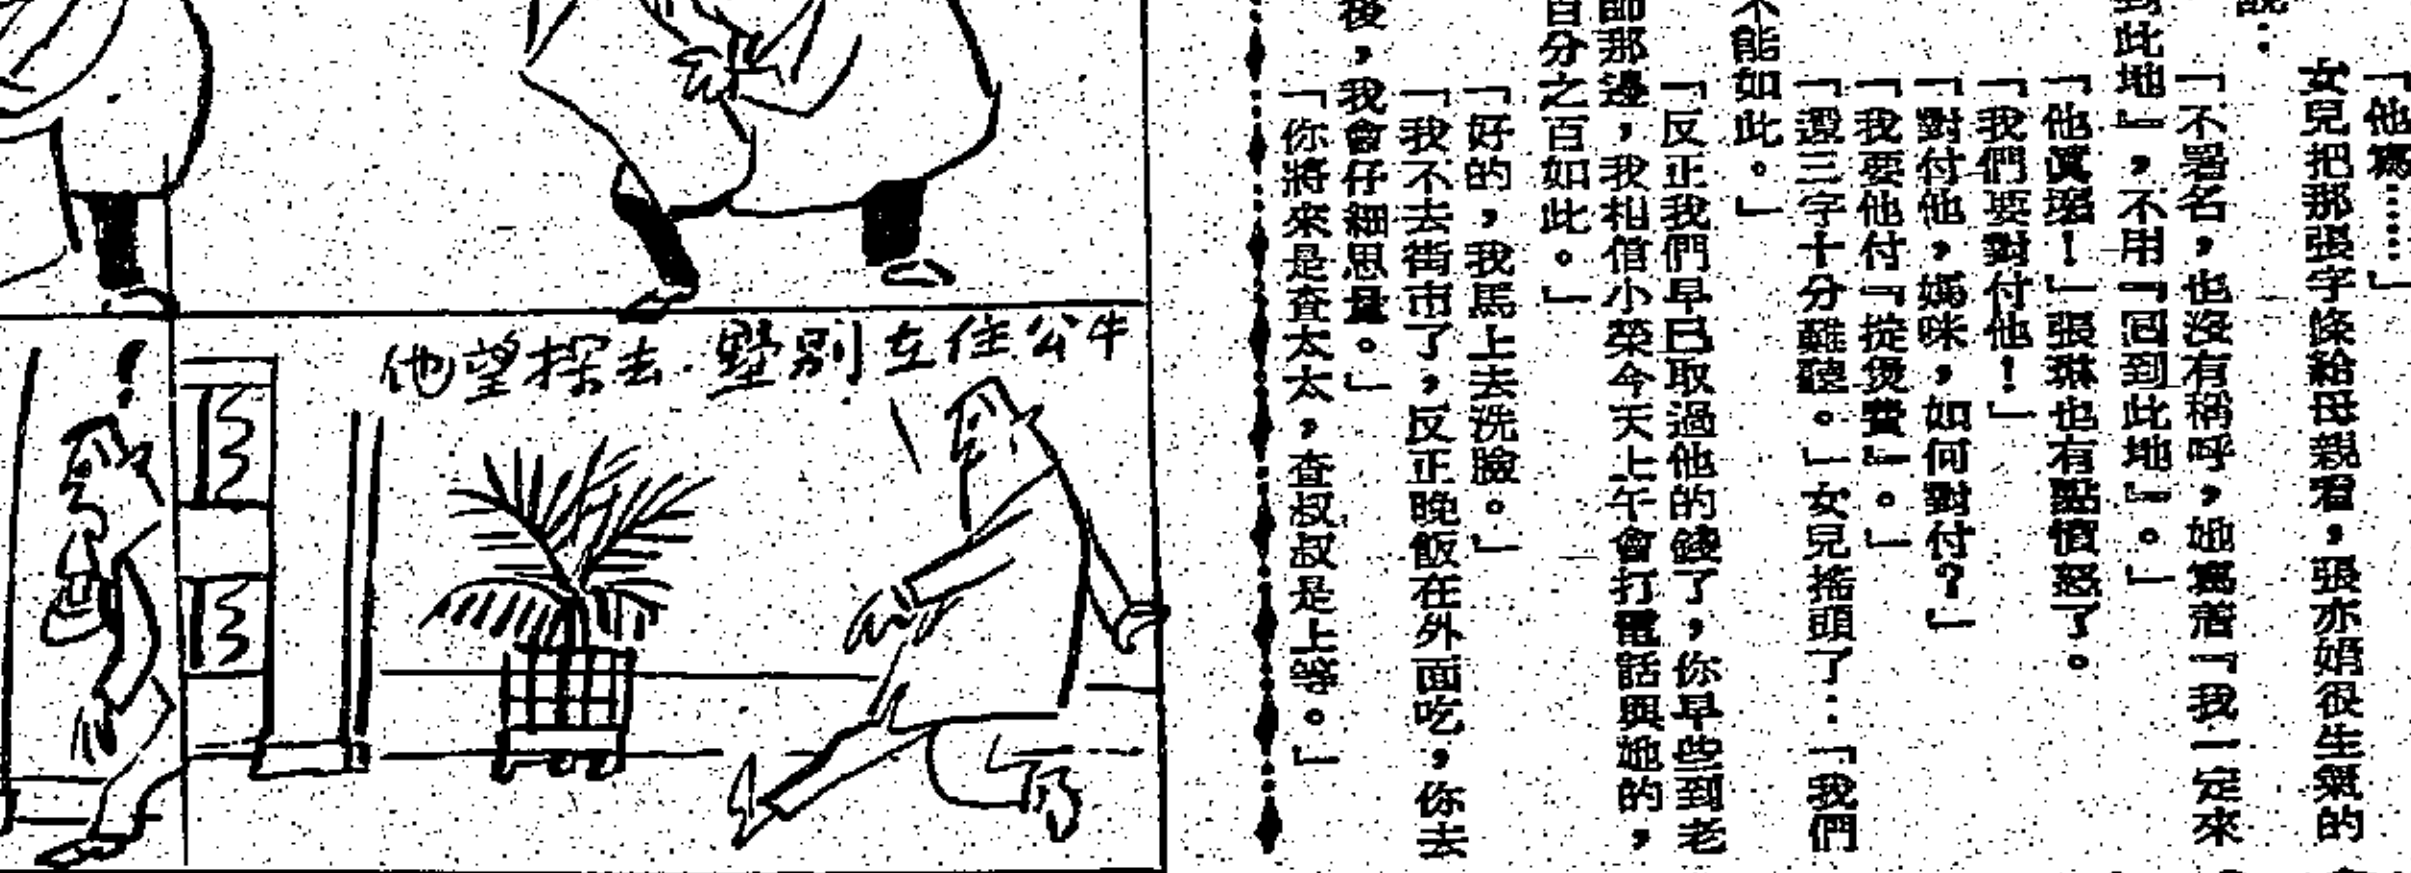 「他寫……」
女兒把那張字條給母親看，張亦娟很生氣的
說：
「不署名，也沒有稱呼，她寫着『我一定來
到此地』，不用『回到此地』。」
「他真壞！」張琳也有點憤怒了。
「我們要對付他！」
「對付他，媽咪，如何對付？」
「我要他付『掟煲費』。」
「這三字十分難聽。」女兒搖頭了：「我們
不能如此。」
「反正我們早已取過他的錢了，你早些到老
師那邊，我相信小榮今天上午會打電話與她的，
百分之百如此。」
「好的，我馬上去洗臉。」
「我不去街市了，反正晚飯在外面吃，你去
後，我會仔細思量。」
「你將來是查太太，查叔叔是上等。」
牛公住在別墅去探望他
！